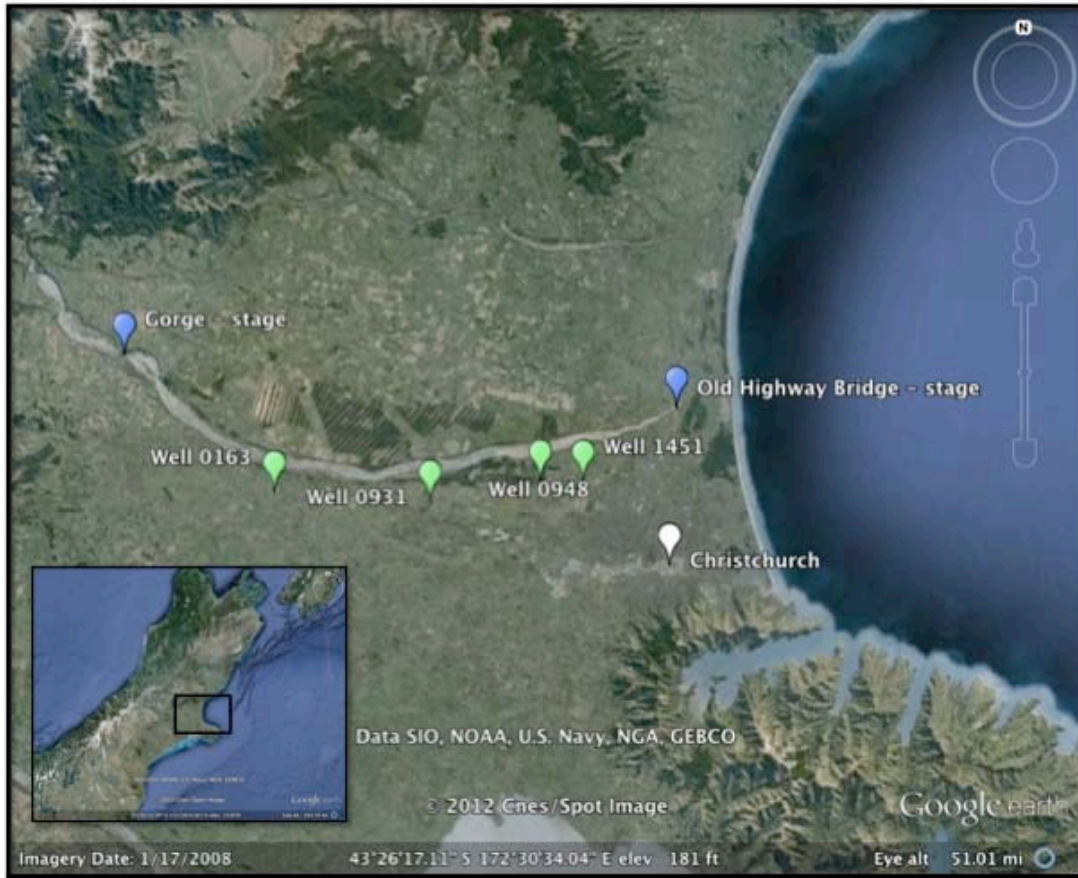 N
Gorge - stage
Old Highway Bridge - stage
Well 0163
Well 1451
Well 0931
Well 0948
Christchurch
Data SIO, NOAA, U.S. Navy, NGA, GEBCO
© 2012 Cnes/Spot Image
Google earth
Imagery Date: 1/17/2008
43°26'17.11" S 172°30'34.04" E elev 181 ft
Eye alt 51.01 mi